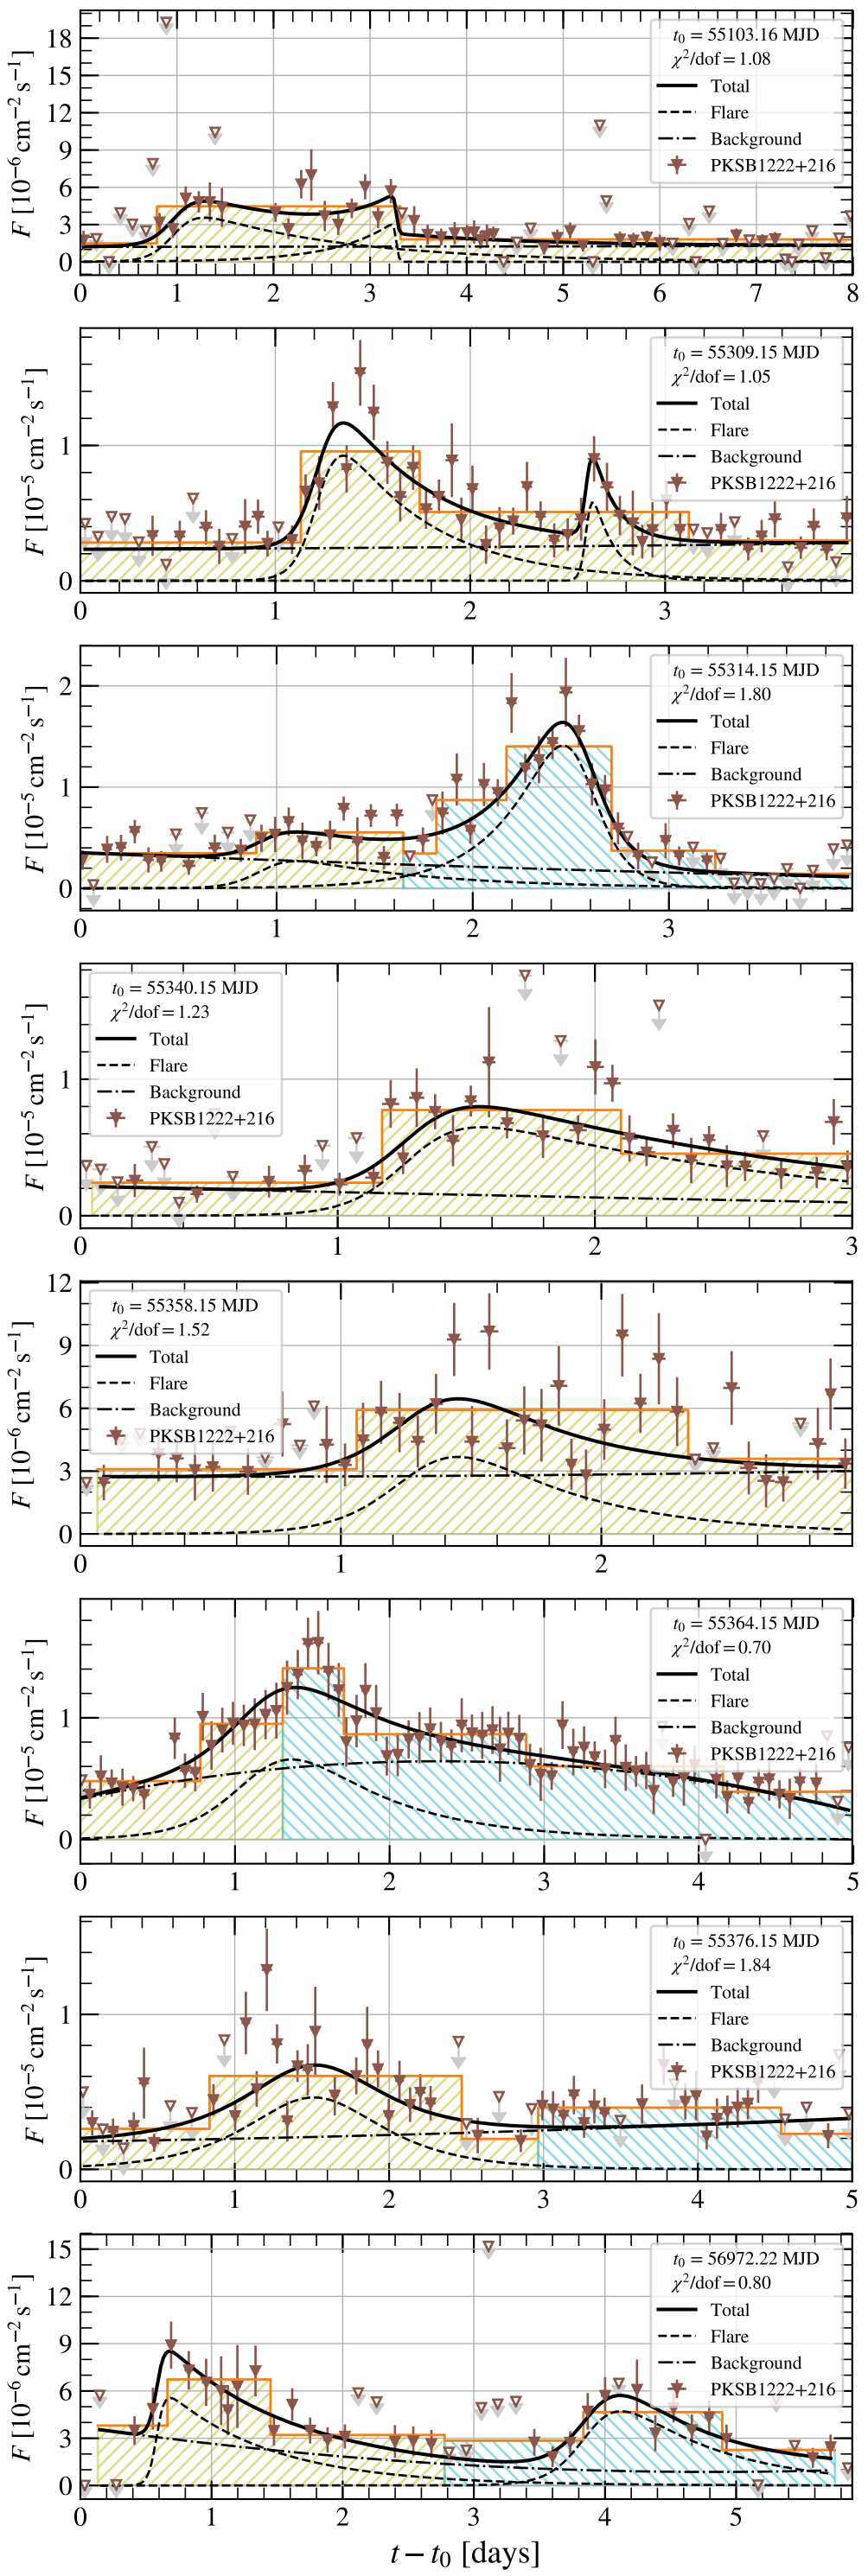 F [10⁻⁶ cm⁻² s⁻¹]
18
15
12
9
6
3
0
0 1 2 3 4 5 6 7 8
t₀ = 55103.16 MJD
χ²/dof = 1.08
Total
Flare
Background
PKSB1222+216
F [10⁻⁵ cm⁻² s⁻¹]
1
0
0 1 2 3
t₀ = 55309.15 MJD
χ²/dof = 1.05
Total
Flare
Background
PKSB1222+216
F [10⁻⁵ cm⁻² s⁻¹]
2
1
0
0 1 2 3
t₀ = 55314.15 MJD
χ²/dof = 1.80
Total
Flare
Background
PKSB1222+216
F [10⁻⁵ cm⁻² s⁻¹]
1
0
0 1 2 3
t₀ = 55340.15 MJD
χ²/dof = 1.23
Total
Flare
Background
PKSB1222+216
F [10⁻⁶ cm⁻² s⁻¹]
12
9
6
3
0
0 1 2
t₀ = 55358.15 MJD
χ²/dof = 1.52
Total
Flare
Background
PKSB1222+216
F [10⁻⁵ cm⁻² s⁻¹]
1
0
0 1 2 3 4 5
t₀ = 55364.15 MJD
χ²/dof = 0.70
Total
Flare
Background
PKSB1222+216
F [10⁻⁵ cm⁻² s⁻¹]
1
0
0 1 2 3 4 5
t₀ = 55376.15 MJD
χ²/dof = 1.84
Total
Flare
Background
PKSB1222+216
F [10⁻⁶ cm⁻² s⁻¹]
15
12
9
6
3
0
0 1 2 3 4 5
t₀ = 56972.22 MJD
χ²/dof = 0.80
Total
Flare
Background
PKSB1222+216
t − t₀ [days]